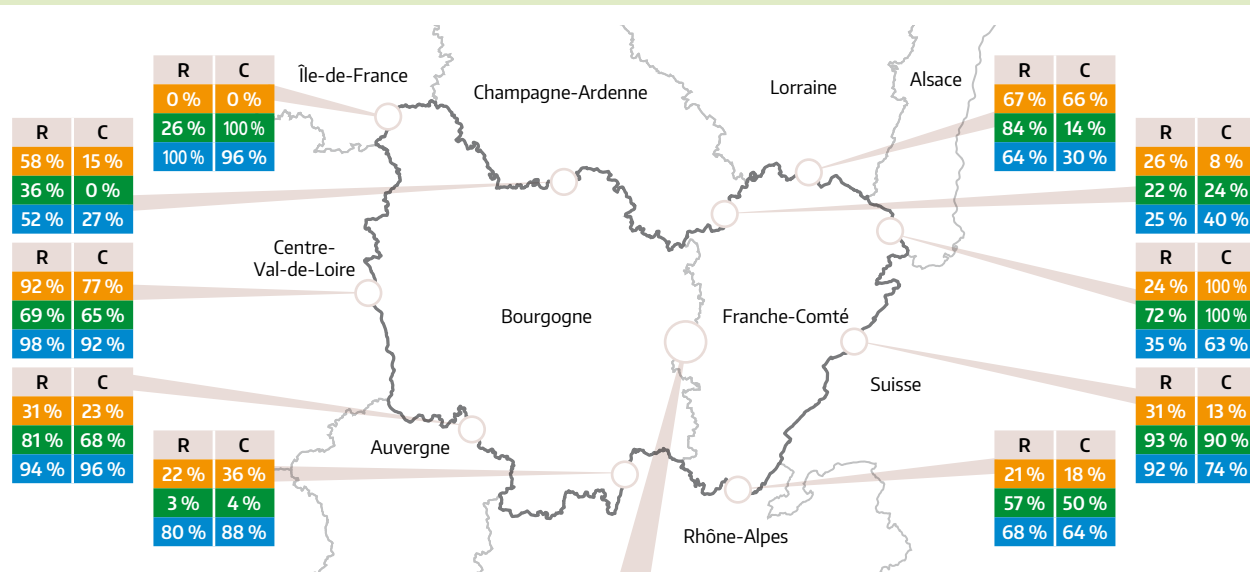 R C
0 % 0 %
26 % 100 %
100 % 96 %
Île-de-France
Champagne-Ardenne
Lorraine
Alsace
R C
67 % 66 %
84 % 14 %
64 % 30 %
R C
58 % 15 %
36 % 0 %
52 % 27 %
R C
26 % 8 %
22 % 24 %
25 % 40 %
R C
92 % 77 %
69 % 65 %
98 % 92 %
Centre-
Val-de-Loire
Bourgogne
Franche-Comté
Suisse
R C
24 % 100 %
72 % 100 %
35 % 63 %
R C
31 % 23 %
81 % 68 %
94 % 96 %
Auvergne
R C
31 % 13 %
93 % 90 %
92 % 74 %
R C
22 % 36 %
3 % 4 %
80 % 88 %
Rhône-Alpes
R C
21 % 18 %
57 % 50 %
68 % 64 %